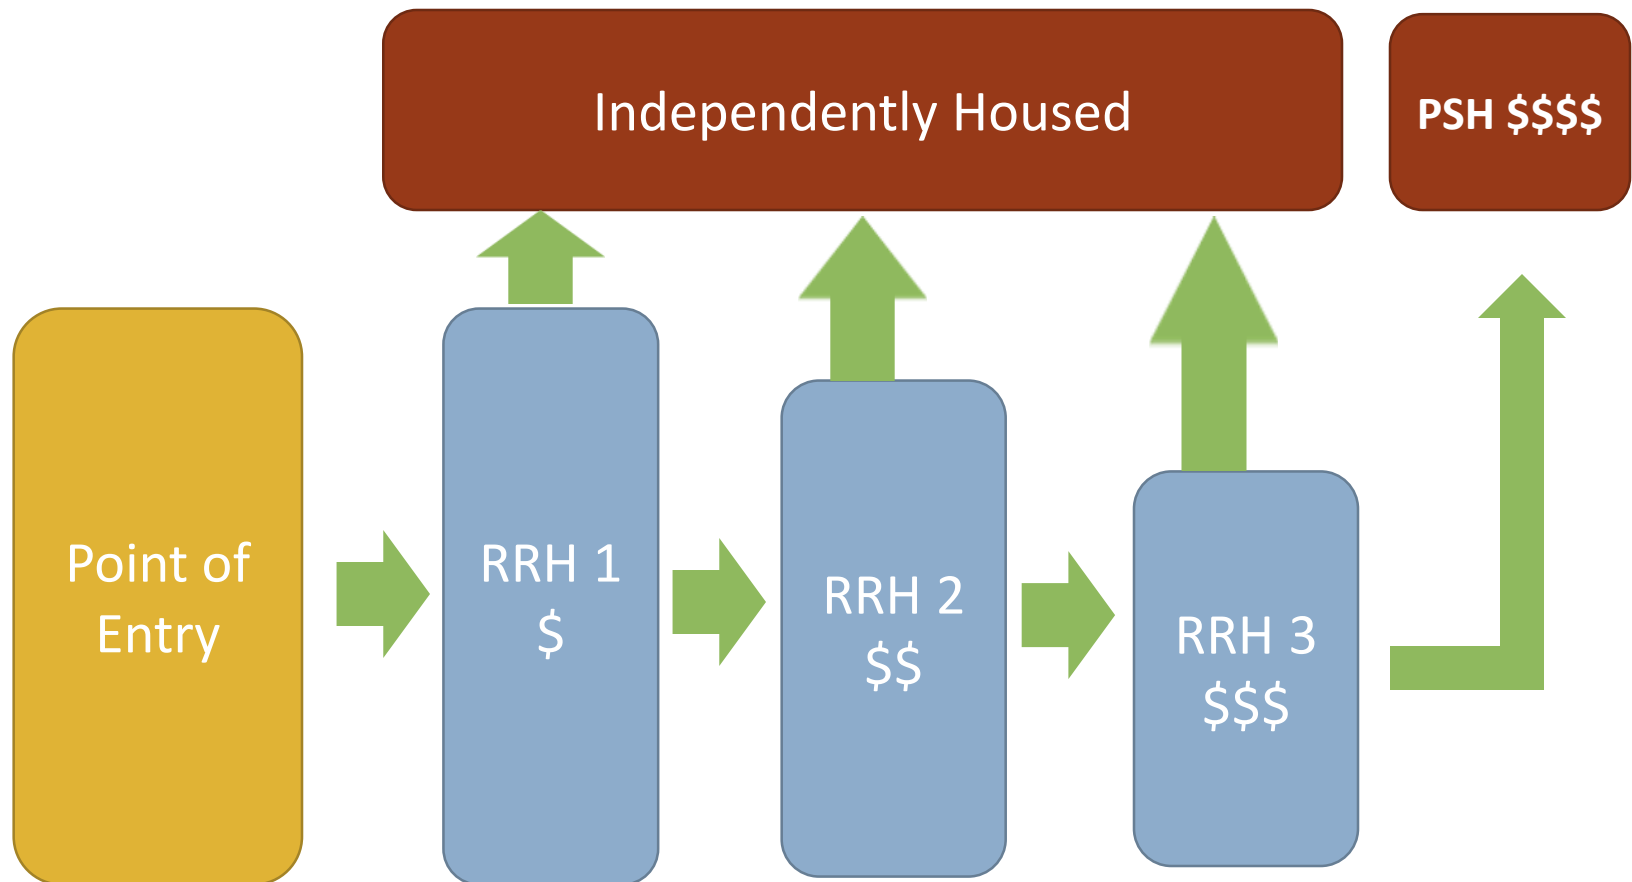 Independently Housed
PSH $$$$
Point of
Entry
RRH 1
$
RRH 2
$$
RRH 3
$$$